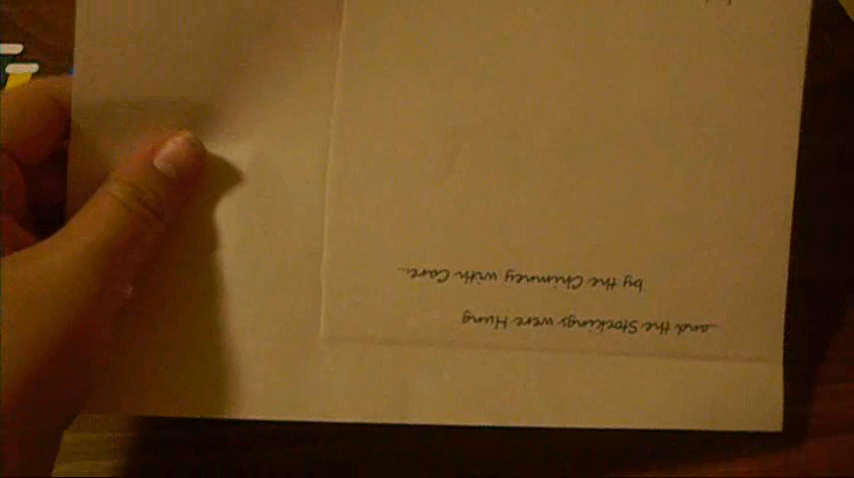 ...and the Stockings were Hung
by the Chimney with Care...